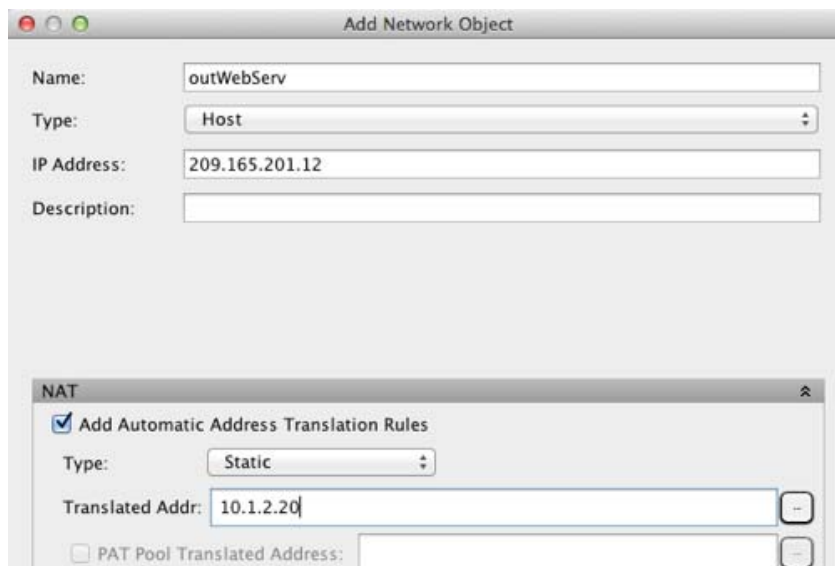 Add Network Object
Name: outWebServ
Type: Host
IP Address: 209.165.201.12
Description:
NAT
Add Automatic Address Translation Rules
Type: Static
Translated Addr: 10.1.2.20
PAT Pool Translated Address: